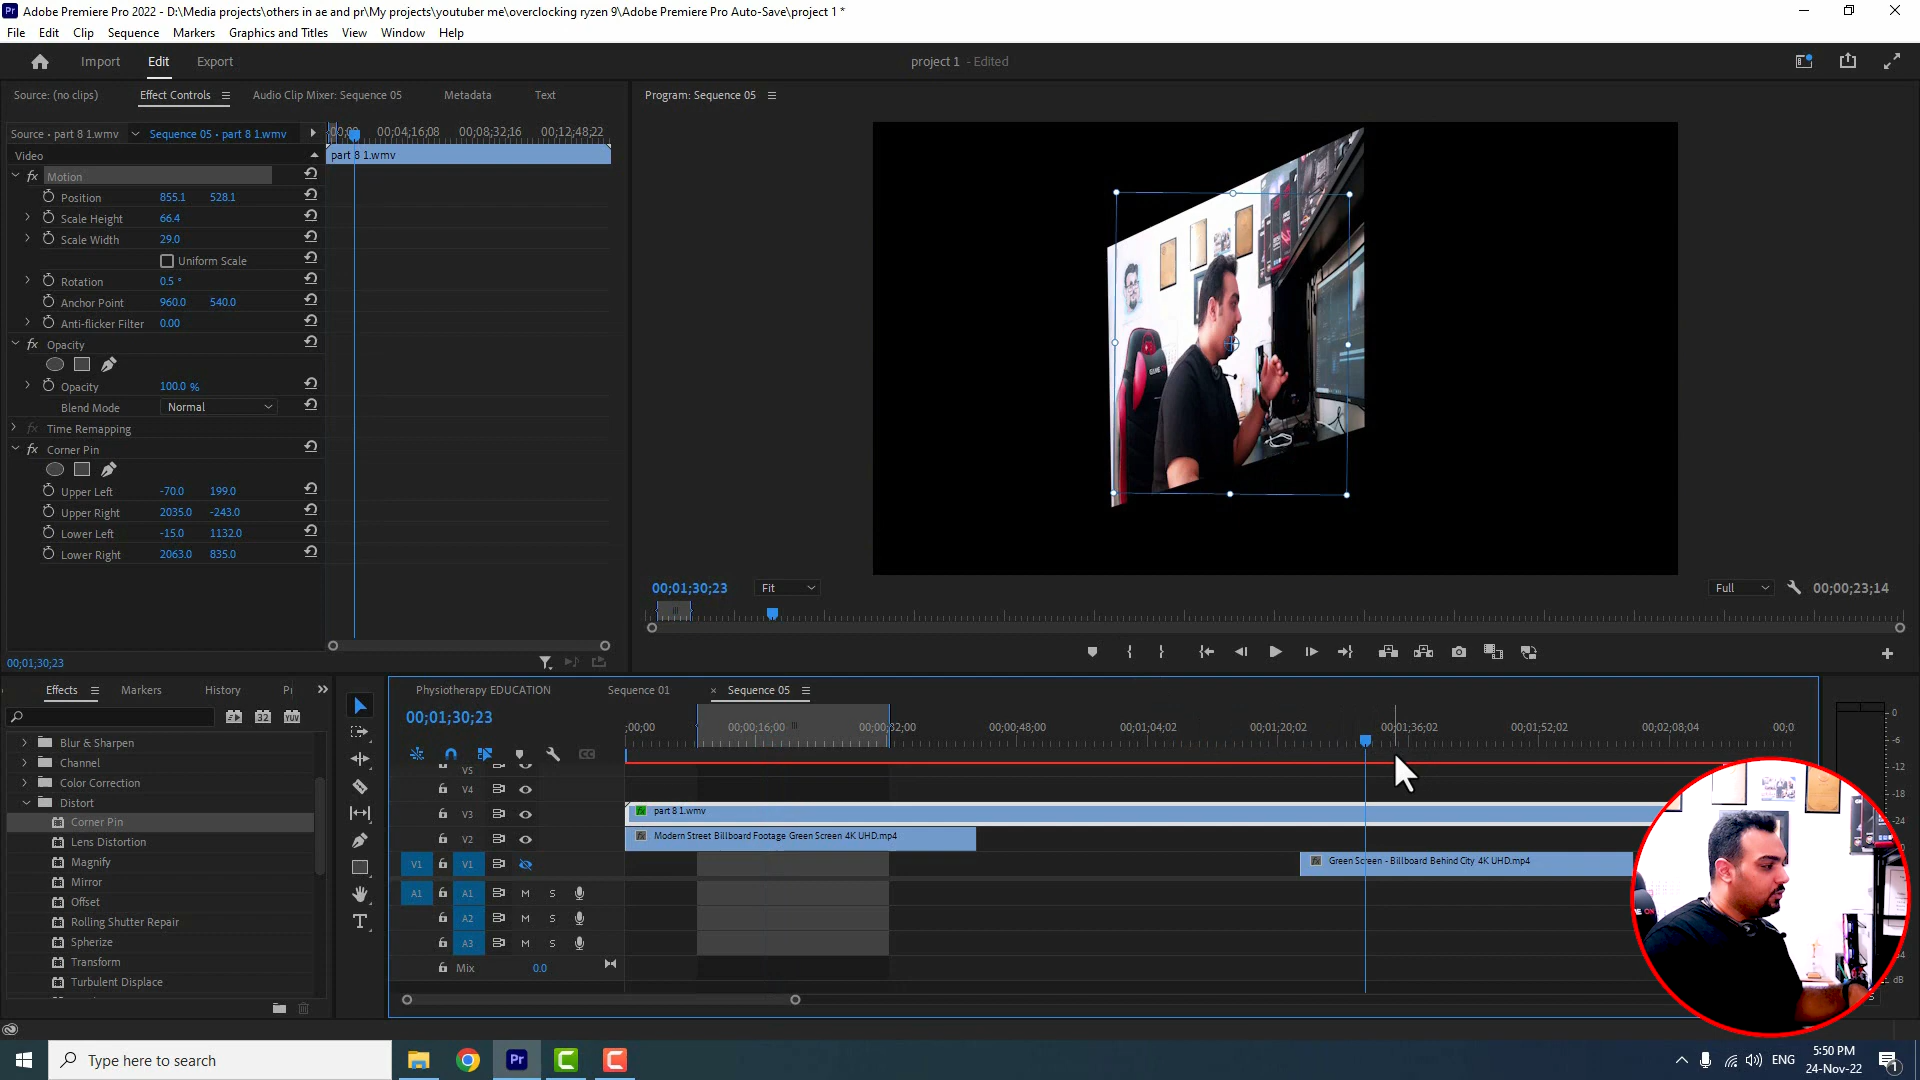 Pr Adobe Premiere Pro 2022 - D:\Media projects\others in ae and pr\My projects\youtuber me\overclocking ryzen 9\Adobe Premiere Pro Auto-Save\project 1 *
File Edit Clip Sequence Markers Graphics and Titles View Window Help
Import Edit Export
project 1 - Edited
Source: (no clips) Effect Controls Audio Clip Mixer: Sequence 05 Metadata Text
Program: Sequence 05
Source • part 8 1.wmv Sequence 05 • part 8 1.wmv
00;04;16;08 00;08;32;16 00;12;48;22
Video
part 8 1.wmv
fx Motion
Position 855.1 528.1
Scale Height 66.4
Scale Width 29.0
Uniform Scale
Rotation 0.5 °
Anchor Point 960.0 540.0
Anti-flicker Filter 0.00
fx Opacity
Opacity 100.0 %
Blend Mode Normal
fx Time Remapping
fx Corner Pin
Upper Left -70.0 199.0
Upper Right 2035.0 -243.0
Lower Left -15.0 1132.0
Lower Right 2063.0 835.0
00;01;30;23 Fit Full 00;00;23;14
00;01;30;23
Effects Markers History
32 YUV
Blur & Sharpen
Channel
Color Correction
Distort
Corner Pin
Lens Distortion
Magnify
Mirror
Offset
Rolling Shutter Repair
Spherize
Transform
Turbulent Displace
Physiotherapy EDUCATION Sequence 01 × Sequence 05
00;01;30;23
:00;00 00;00;16;00 00;00;32;00 00;00;48;00 00;01;04;02 00;01;20;02 00;01;36;02 00;01;52;02 00;02;08;04
V5
V4
V3 fx part 8 1.wmv
V2 fx Modern Street Billboard Footage Green Screen 4K UHD.mp4
V1 V1 fx Green Screen - Billboard Behind City 4K UHD.mp4
A1 A1 M S
A2 M S
A3 M S
Mix 0.0
0
-6
-12
-18
-24
-30
dB
Type here to search
Pr
ENG
5:50 PM
24-Nov-22
1